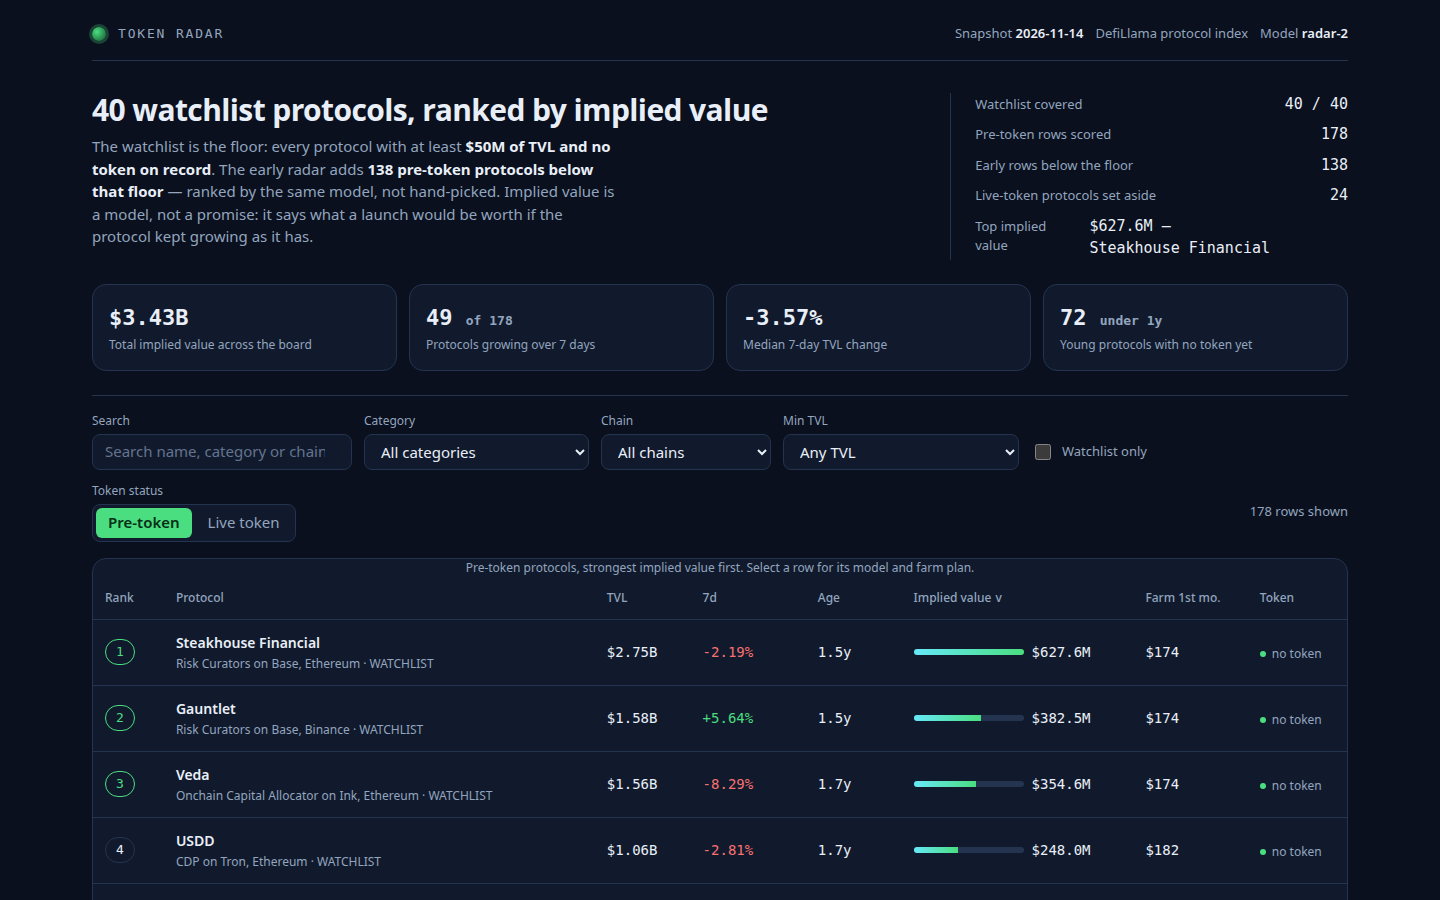 TOKEN RADAR
Snapshot 2026-11-14 DefiLlama protocol index Model radar-2
40 watchlist protocols, ranked by implied value
The watchlist is the floor: every protocol with at least $50M of TVL and no
token on record. The early radar adds 138 pre-token protocols below
that floor — ranked by the same model, not hand-picked. Implied value is
a model, not a promise: it says what a launch would be worth if the
protocol kept growing as it has.
Watchlist covered 40 / 40
Pre-token rows scored 178
Early rows below the floor 138
Live-token protocols set aside 24
Top implied value $627.6M — Steakhouse Financial
$3.43B
Total implied value across the board
49 of 178
Protocols growing over 7 days
-3.57%
Median 7-day TVL change
72 under 1y
Young protocols with no token yet
Search
Search name, category or chain
Category
All categories
Chain
All chains
Min TVL
Any TVL
Watchlist only
Token status
Pre-token Live token
178 rows shown
Pre-token protocols, strongest implied value first. Select a row for its model and farm plan.
Rank Protocol TVL 7d Age Implied value v Farm 1st mo. Token
1 Steakhouse Financial $2.75B -2.19% 1.5y $627.6M $174 no token
Risk Curators on Base, Ethereum · WATCHLIST
2 Gauntlet $1.58B +5.64% 1.5y $382.5M $174 no token
Risk Curators on Base, Binance · WATCHLIST
3 Veda $1.56B -8.29% 1.7y $354.6M $174 no token
Onchain Capital Allocator on Ink, Ethereum · WATCHLIST
4 USDD $1.06B -2.81% 1.7y $248.0M $182 no token
CDP on Tron, Ethereum · WATCHLIST